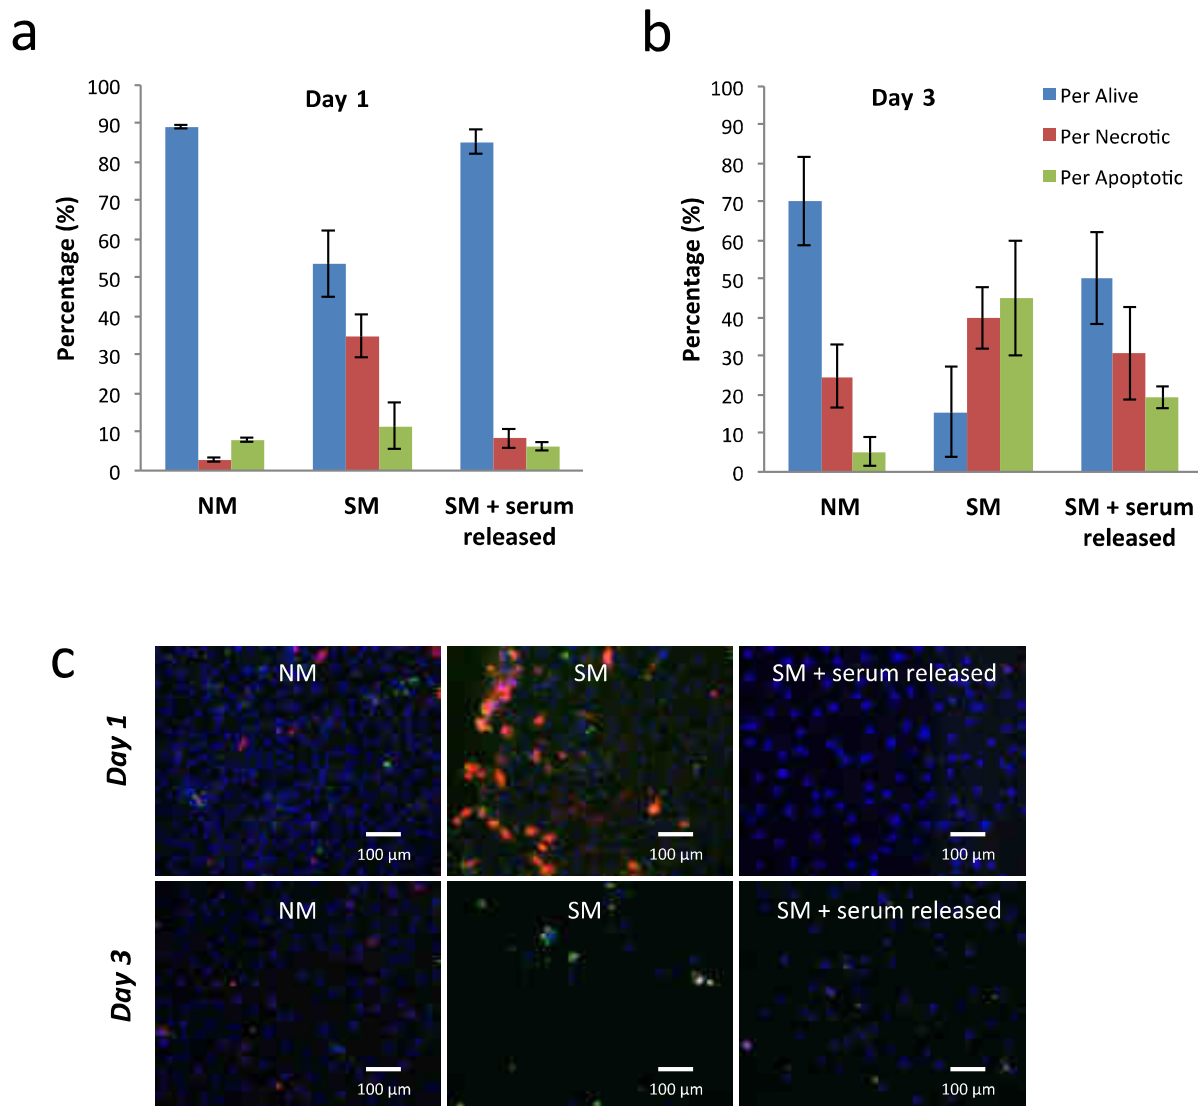 a
Day 1
100
90
80
70
60
50
40
30
20
10
0
Percentage (%)
NM
SM
SM + serum
released
b
Day 3
100
90
80
70
60
50
40
30
20
10
0
Percentage (%)
Per Alive
Per Necrotic
Per Apoptotic
NM
SM
SM + serum
released
c
Day 1
NM
100 µm
SM
100 µm
SM + serum released
100 µm
Day 3
NM
100 µm
SM
100 µm
SM + serum released
100 µm